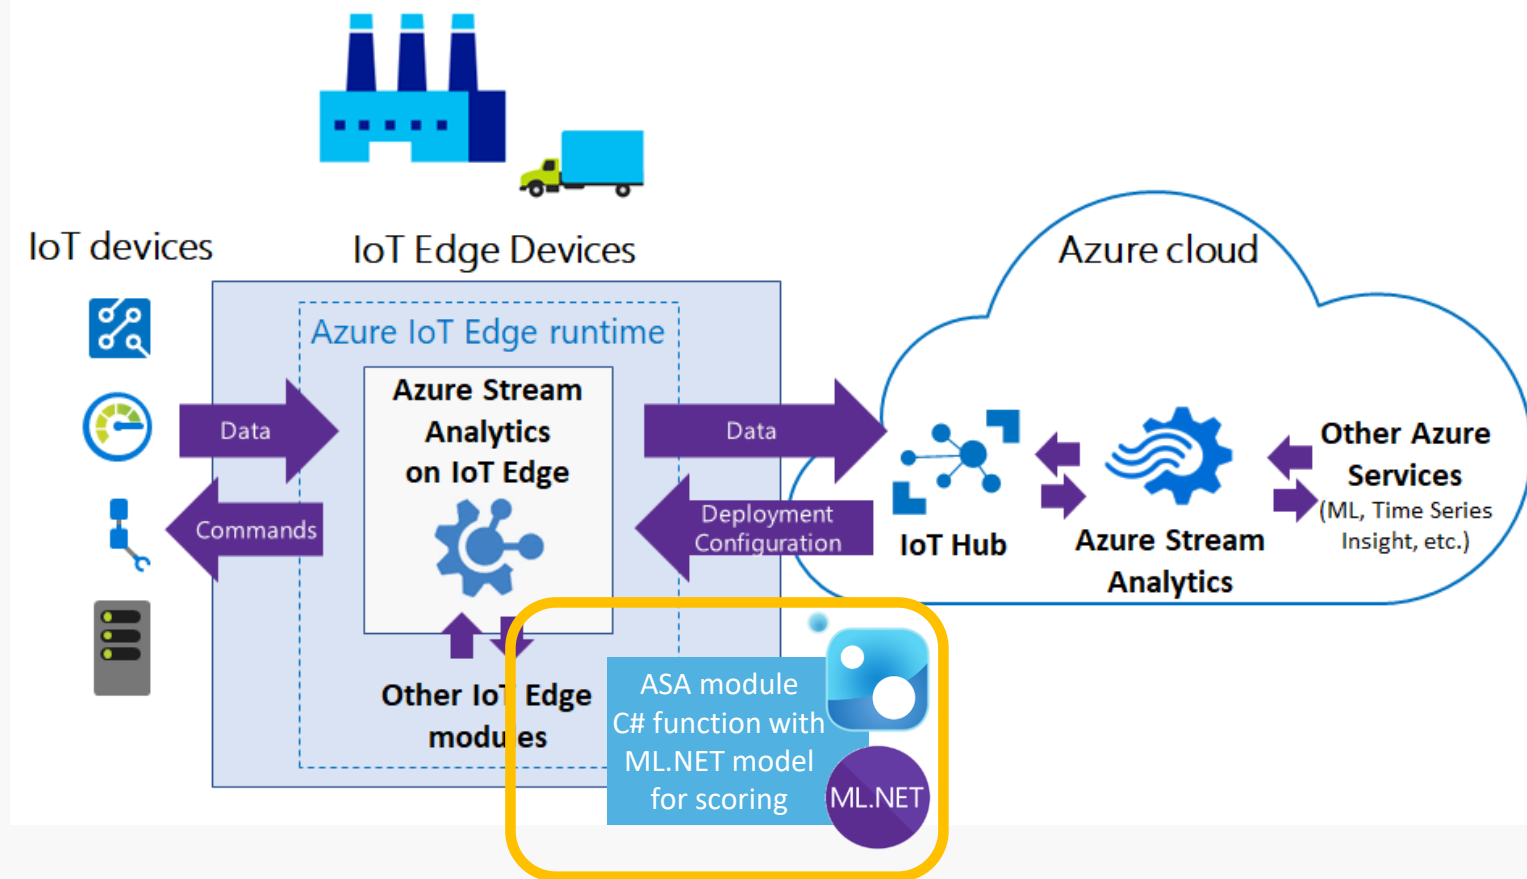 IoT devices
IoT Edge Devices
Azure cloud
Azure IoT Edge runtime
Azure Stream
Analytics
on IoT Edge
Data
Commands
Data
Deployment
Configuration
IoT Hub
Azure Stream
Analytics
Other Azure
Services
(ML, Time Series
Insight, etc.)
Other IoT Edge
modules
ASA module
C# function with
ML.NET model
for scoring
ML.NET